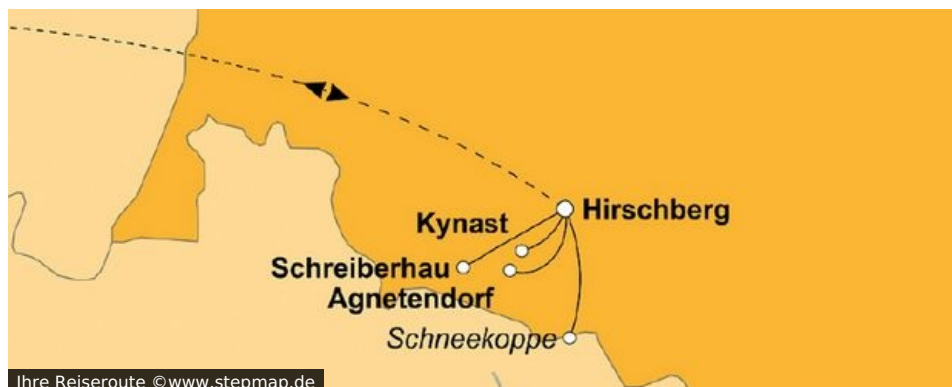 Hirschberg
Kynast
Schreiberhau
Agnetendorf
Schneekoppe
Ihre Reiseroute ©www.stepmap.de